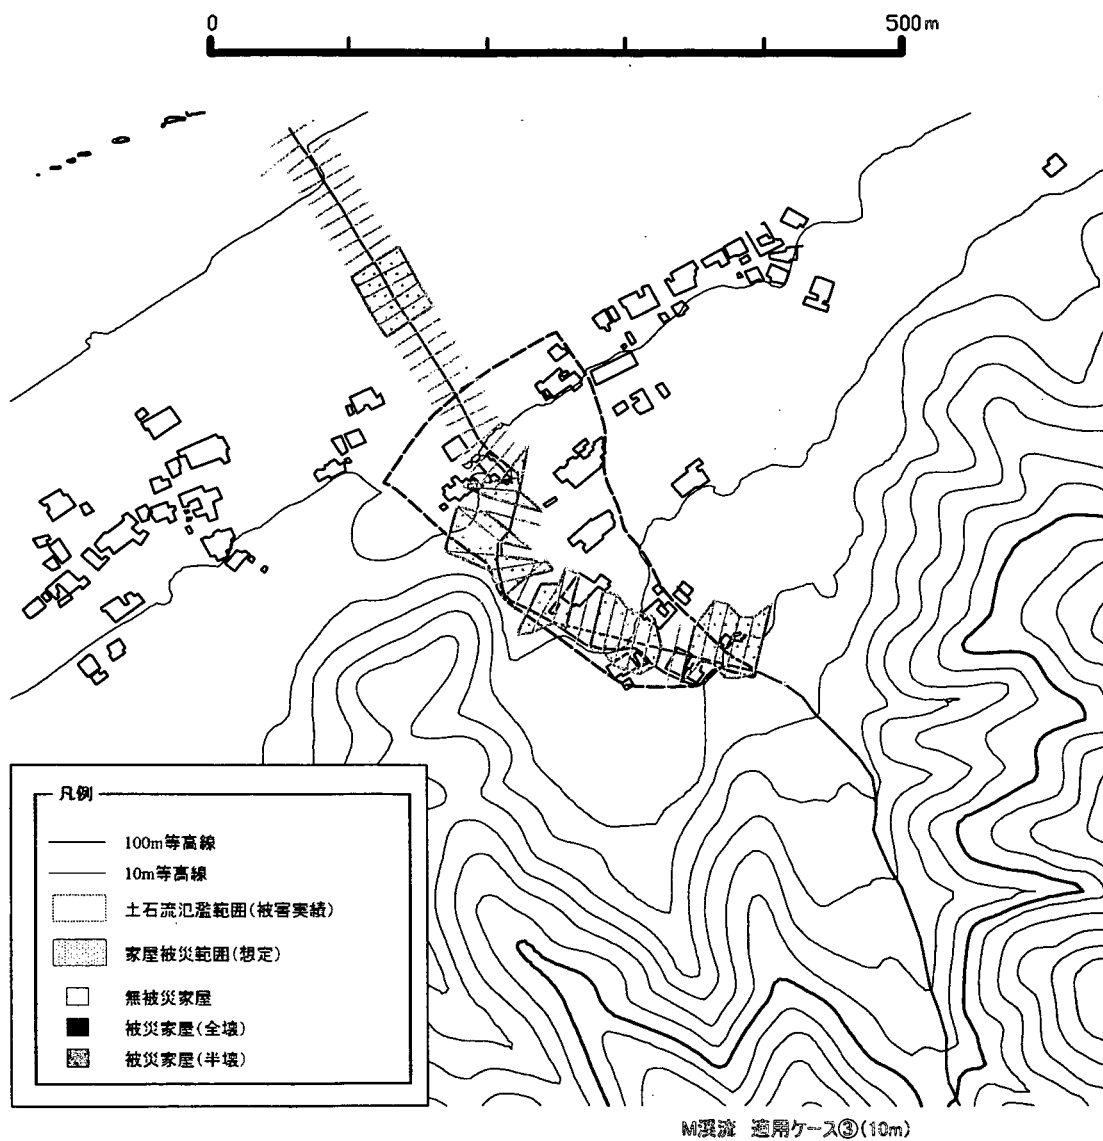 0
500m
凡例
100m等高線
10m等高線
土石流氾濫範囲(被害実績)
家屋被災範囲(想定)
無被災家屋
被災家屋(全壊)
被災家屋(半壊)
M渓流 適用ケース③(10m)